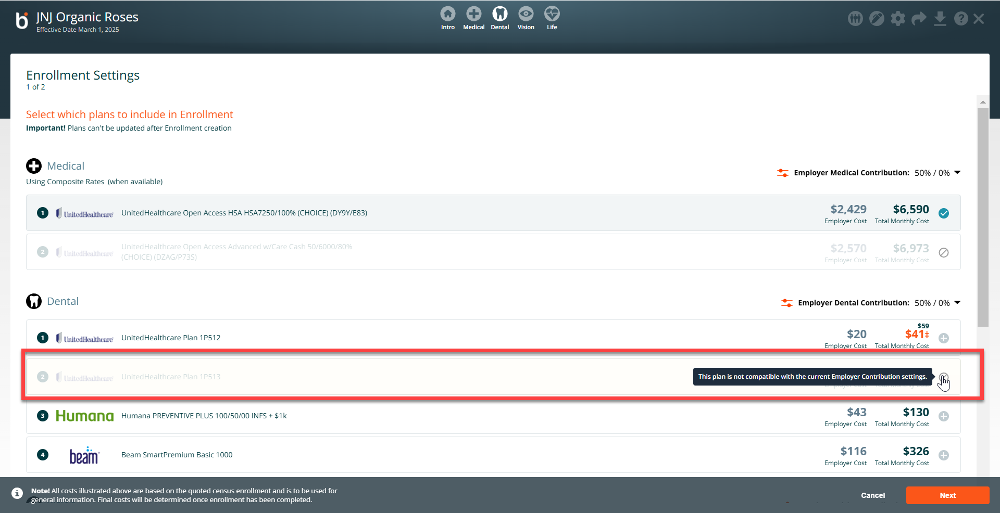 JNJ Organic Roses
Effective Date March 1, 2025
Intro
Medical
Dental
Vision
Life
Enrollment Settings
1 of 2
Select which plans to include in Enrollment
Important! Plans can't be updated after Enrollment creation
Medical
Using Composite Rates (when available)
Employer Medical Contribution: 50% / 0%
1 UnitedHealthcare UnitedHealthcare Open Access HSA HSA7250/100% (CHOICE) (DY9Y/E83)
$2,429
Employer Cost
$6,590
Total Monthly Cost
2 UnitedHealthcare UnitedHealthcare Open Access Advanced w/Care Cash 50/6000/80%
(CHOICE) (DZAG/P73S)
$2,570
Employer Cost
$6,973
Total Monthly Cost
Dental
Employer Dental Contribution: 50% / 0%
1 UnitedHealthcare UnitedHealthcare Plan 1P512
$20
Employer Cost
$59
$41‡
Total Monthly Cost
2 UnitedHealthcare UnitedHealthcare Plan 1P513
This plan is not compatible with the current Employer Contribution settings.
Employer Cost
Total Monthly Cost
3 Humana Humana PREVENTIVE PLUS 100/50/00 INFS + $1k
$43
Employer Cost
$130
Total Monthly Cost
4 beam Beam SmartPremium Basic 1000
$116
Employer Cost
$326
Total Monthly Cost
Note! All costs illustrated above are based on the quoted census enrollment and is to be used for
general information. Final costs will be determined once enrollment has been completed.
Cancel
Next